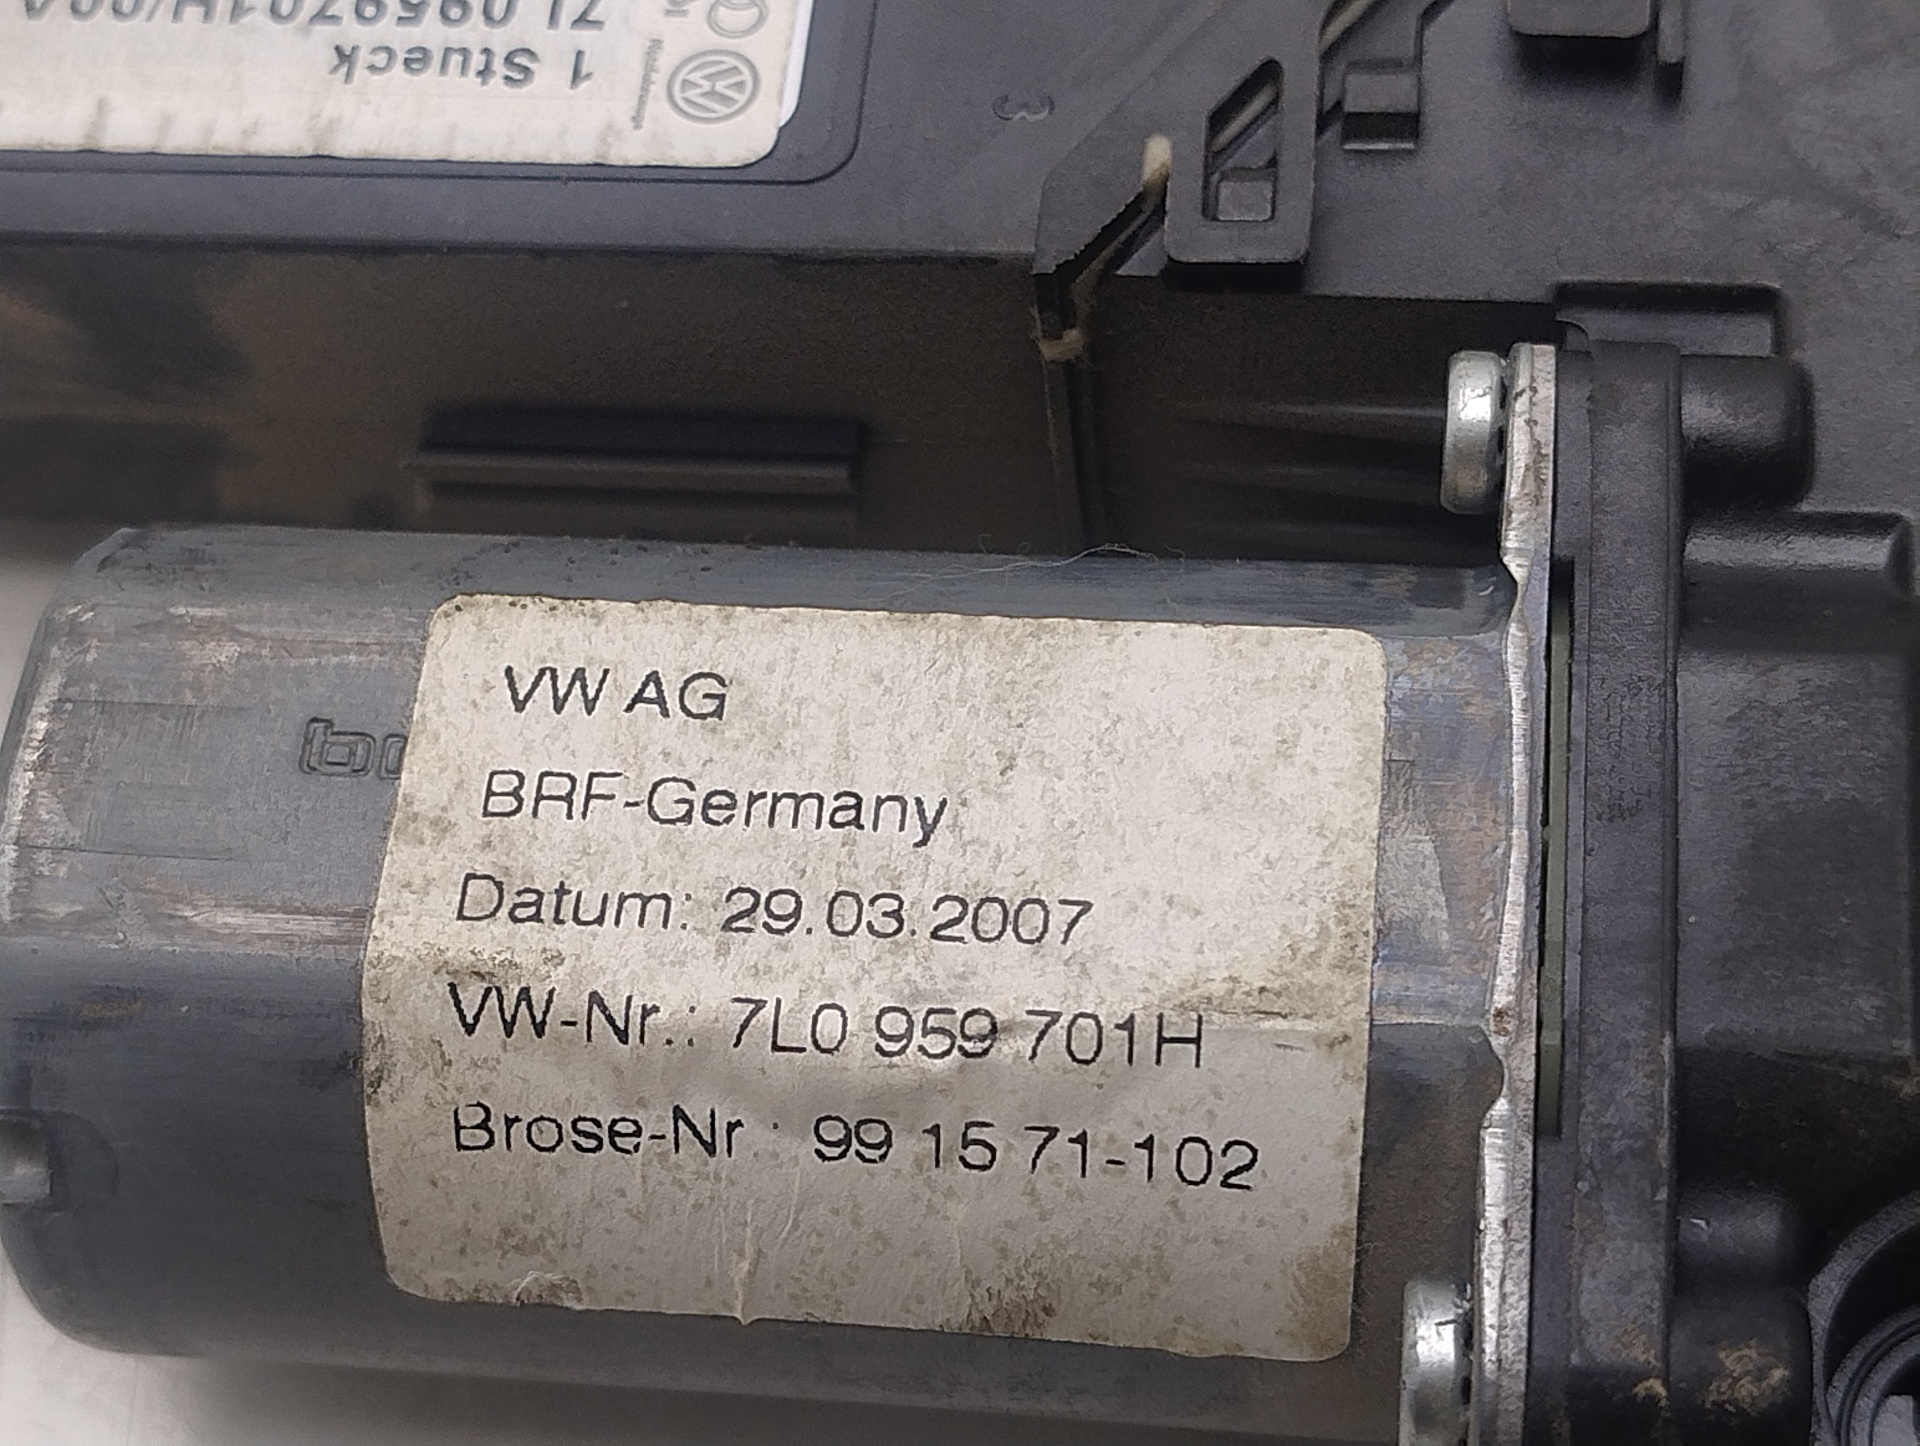 1 Stueck
VW AG
BRF-Germany
Datum: 29.03.2007
VW-Nr.: 7L0 959 701H
Brose-Nr : 99 15 71-102
3